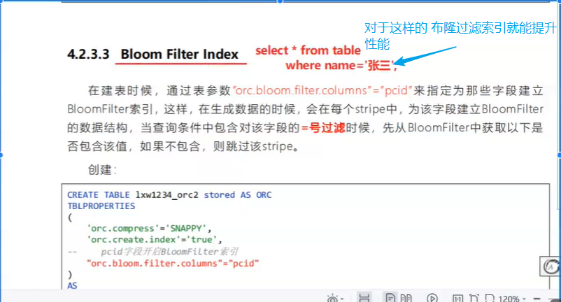 对于这样的 布隆过滤索引就能提升
性能
4.2.3.3 Bloom Filter Index
select * from table
where name='张三',
在建表时候，通过表参数"orc.bloom.filter.columns"="pcid"来指定为那些字段建立
BloomFilter索引，这样，在生成数据的时候，会在每个stripe中，为该字段建立BloomFilter
的数据结构，当查询条件中包含对该字段的=号过滤时候，先从BloomFilter中获取以下是
否包含该值，如果不包含，则跳过该stripe。
创建：
CREATE TABLE lxw1234_orc2 stored AS ORC
TBLPROPERTIES
(
'orc.compress'='SNAPPY',
'orc.create.index'='true',
-- pcid字段开启BloomFilter索引
"orc.bloom.filter.columns"="pcid"
)
AS
120%